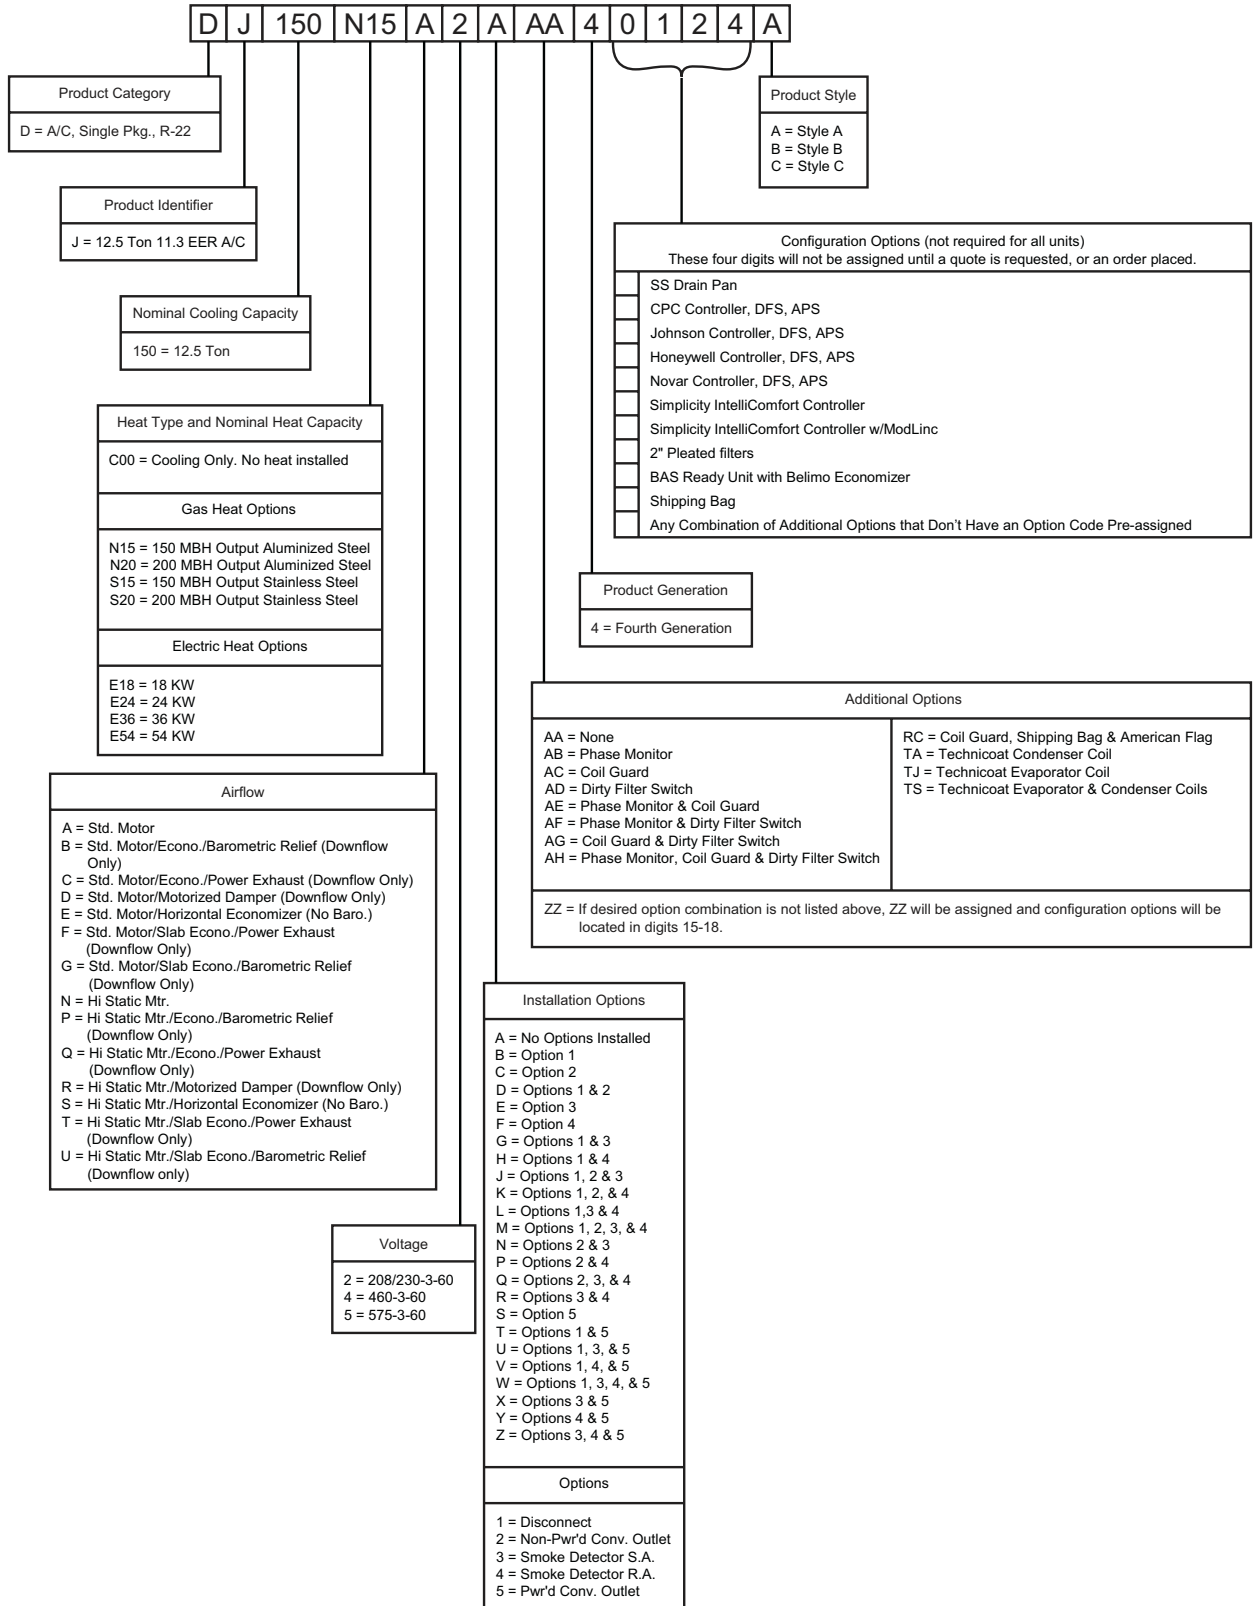 D J 150 N15 A 2 A AA 4 0 1 2 4 A
Product Category
D = A/C, Single Pkg., R-22
Product Style
A = Style A
B = Style B
C = Style C
Product Identifier
J = 12.5 Ton 11.3 EER A/C
Configuration Options (not required for all units)
These four digits will not be assigned until a quote is requested, or an order placed.
SS Drain Pan
CPC Controller, DFS, APS
Johnson Controller, DFS, APS
Honeywell Controller, DFS, APS
Novar Controller, DFS, APS
Simplicity IntelliComfort Controller
Simplicity IntelliComfort Controller w/ModLinc
2" Pleated filters
BAS Ready Unit with Belimo Economizer
Shipping Bag
Any Combination of Additional Options that Don't Have an Option Code Pre-assigned
Nominal Cooling Capacity
150 = 12.5 Ton
Heat Type and Nominal Heat Capacity
C00 = Cooling Only. No heat installed
Gas Heat Options
N15 = 150 MBH Output Aluminized Steel
N20 = 200 MBH Output Aluminized Steel
S15 = 150 MBH Output Stainless Steel
S20 = 200 MBH Output Stainless Steel
Electric Heat Options
E18 = 18 KW
E24 = 24 KW
E36 = 36 KW
E54 = 54 KW
Product Generation
4 = Fourth Generation
Additional Options
AA = None
AB = Phase Monitor
AC = Coil Guard
AD = Dirty Filter Switch
AE = Phase Monitor & Coil Guard
AF = Phase Monitor & Dirty Filter Switch
AG = Coil Guard & Dirty Filter Switch
AH = Phase Monitor, Coil Guard & Dirty Filter Switch
RC = Coil Guard, Shipping Bag & American Flag
TA = Technicoat Condenser Coil
TJ = Technicoat Evaporator Coil
TS = Technicoat Evaporator & Condenser Coils
ZZ = If desired option combination is not listed above, ZZ will be assigned and configuration options will be
located in digits 15-18.
Airflow
A = Std. Motor
B = Std. Motor/Econo./Barometric Relief (Downflow
Only)
C = Std. Motor/Econo./Power Exhaust (Downflow Only)
D = Std. Motor/Motorized Damper (Downflow Only)
E = Std. Motor/Horizontal Economizer (No Baro.)
F = Std. Motor/Slab Econo./Power Exhaust
(Downflow Only)
G = Std. Motor/Slab Econo./Barometric Relief
(Downflow Only)
N = Hi Static Mtr.
P = Hi Static Mtr./Econo./Barometric Relief
(Downflow Only)
Q = Hi Static Mtr./Econo./Power Exhaust
(Downflow Only)
R = Hi Static Mtr./Motorized Damper (Downflow Only)
S = Hi Static Mtr./Horizontal Economizer (No Baro.)
T = Hi Static Mtr./Slab Econo./Power Exhaust
(Downflow Only)
U = Hi Static Mtr./Slab Econo./Barometric Relief
(Downflow only)
Voltage
2 = 208/230-3-60
4 = 460-3-60
5 = 575-3-60
Installation Options
A = No Options Installed
B = Option 1
C = Option 2
D = Options 1 & 2
E = Option 3
F = Option 4
G = Options 1 & 3
H = Options 1 & 4
J = Options 1, 2 & 3
K = Options 1, 2, & 4
L = Options 1,3 & 4
M = Options 1, 2, 3, & 4
N = Options 2 & 3
P = Options 2 & 4
Q = Options 2, 3, & 4
R = Options 3 & 4
S = Option 5
T = Options 1 & 5
U = Options 1, 3, & 5
V = Options 1, 4, & 5
W = Options 1, 3, 4, & 5
X = Options 3 & 5
Y = Options 4 & 5
Z = Options 3, 4 & 5
Options
1 = Disconnect
2 = Non-Pwr'd Conv. Outlet
3 = Smoke Detector S.A.
4 = Smoke Detector R.A.
5 = Pwr'd Conv. Outlet